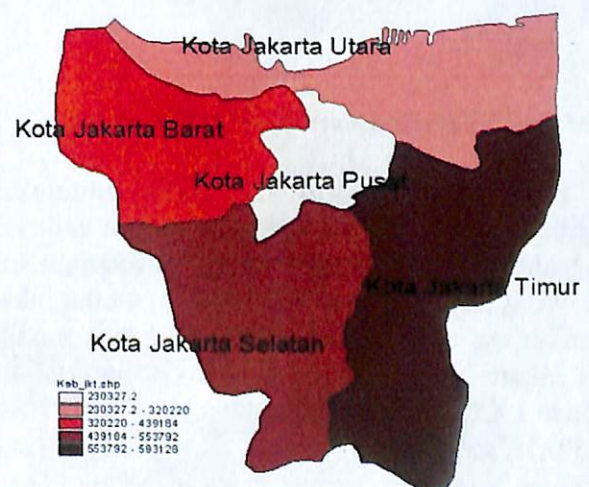 Kota Jakarta Utara
Kota Jakarta Barat
Kota Jakarta Pusat
Kota Jakarta Timur
Kota Jakarta Selatan
Kab_jkt.shp
230327.2
230327.2 - 320220
320220 - 439184
439184 - 553792
553792 - 593126